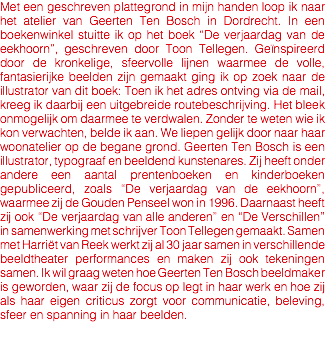 Met een geschreven plattegrond in mijn handen loop ik naar
het atelier van Geerten Ten Bosch in Dordrecht. In een
boekenwinkel stuitte ik op het boek “De verjaardag van de
eekhoorn”, geschreven door Toon Tellegen. Geïnspireerd
door de kronkelige, sfeervolle lijnen waarmee de volle,
fantasierijke beelden zijn gemaakt ging ik op zoek naar de
illustrator van dit boek: Toen ik het adres ontving via de mail,
kreeg ik daarbij een uitgebreide routebeschrijving. Het bleek
onmogelijk om daarmee te verdwalen. Zonder te weten wie ik
kon verwachten, belde ik aan. We liepen gelijk door naar haar
woonatelier op de begane grond. Geerten Ten Bosch is een
illustrator, typograaf en beeldend kunstenares. Zij heeft onder
andere een aantal prentenboeken en kinderboeken
gepubliceerd, zoals “De verjaardag van de eekhoorn”,
waarmee zij de Gouden Penseel won in 1996. Daarnaast heeft
zij ook “De verjaardag van alle anderen” en “De Verschillen”
in samenwerking met schrijver Toon Tellegen gemaakt. Samen
met Harriët van Reek werkt zij al 30 jaar samen in verschillende
beeldtheater performances en maken zij ook tekeningen
samen. Ik wil graag weten hoe Geerten Ten Bosch beeldmaker
is geworden, waar zij de focus op legt in haar werk en hoe zij
als haar eigen criticus zorgt voor communicatie, beleving,
sfeer en spanning in haar beelden.